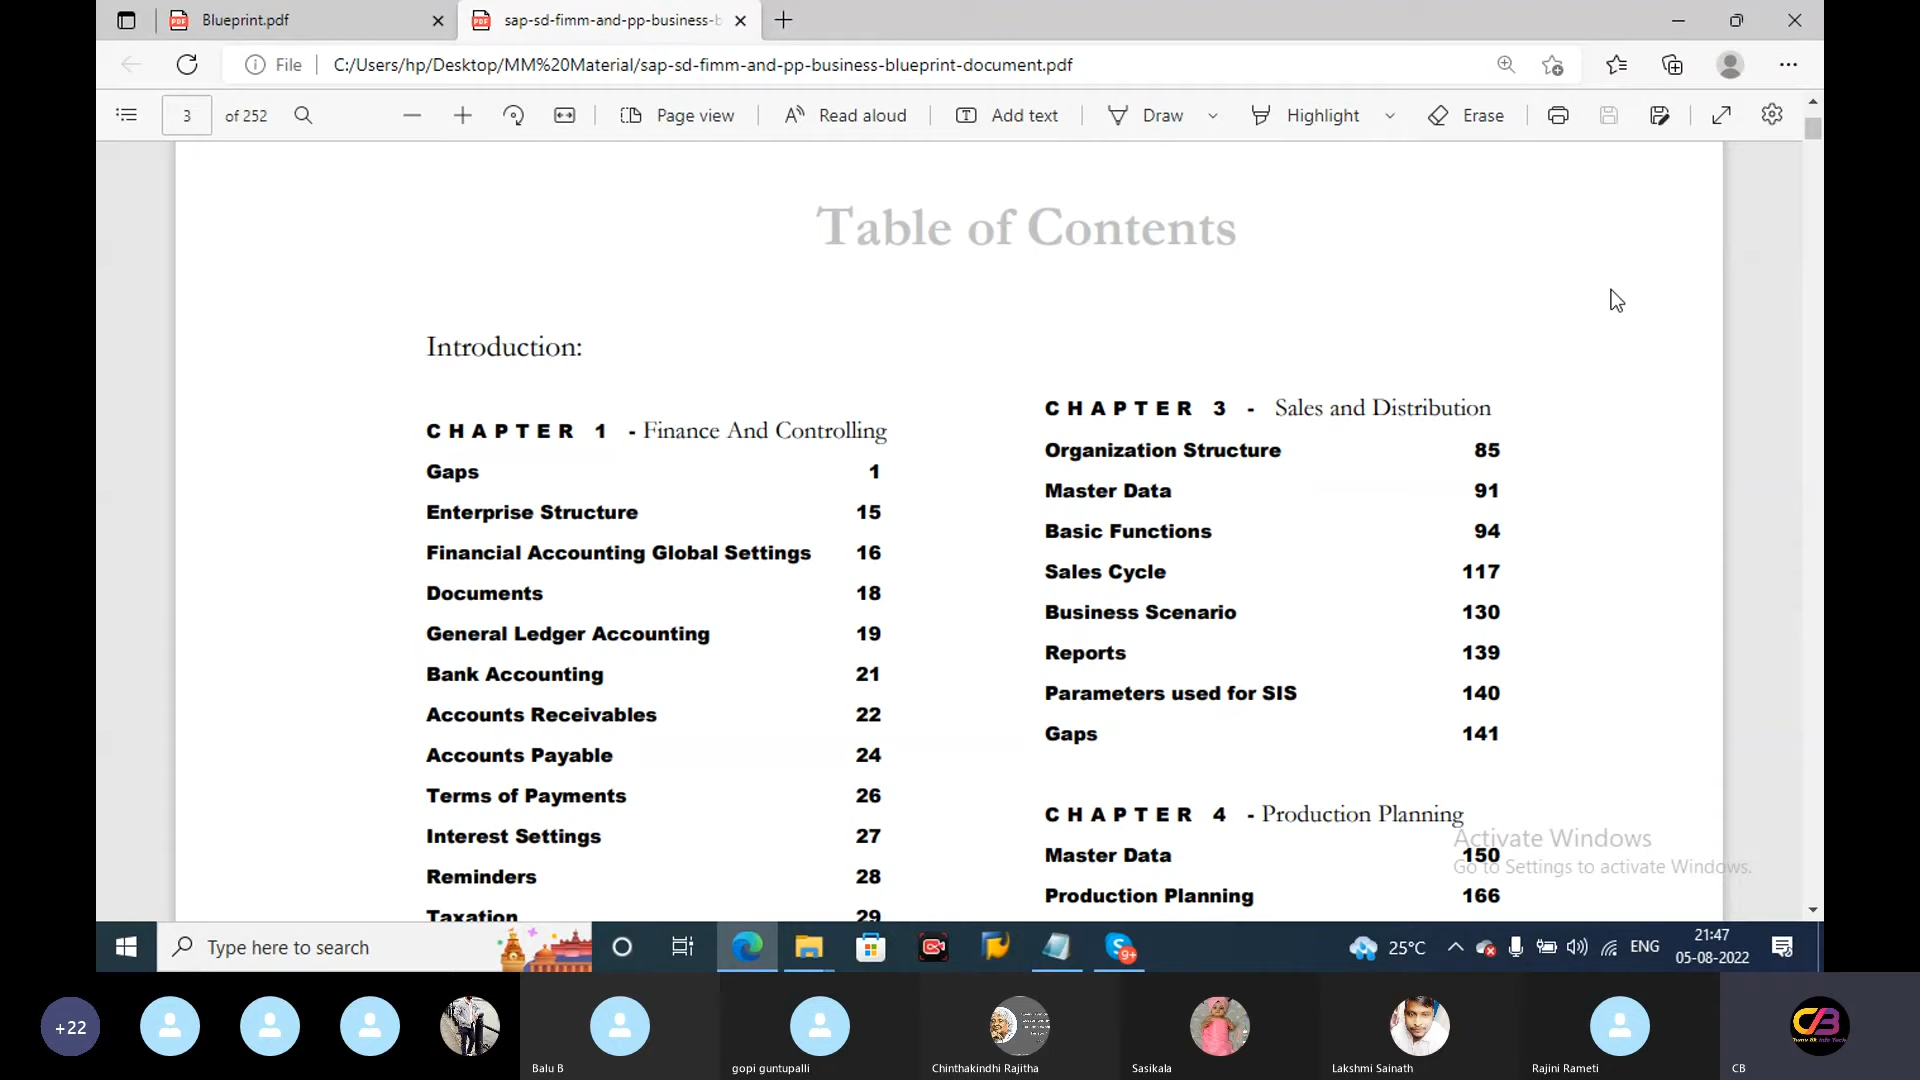 Blueprint.pdf
sap-sd-fimm-and-pp-business-b
File
C:/Users/hp/Desktop/MM%20Material/sap-sd-fimm-and-pp-business-blueprint-document.pdf
3 of 252
Page view
Read aloud
Add text
Draw
Highlight
Erase
Table of Contents
Introduction:
CHAPTER 1 - Finance And Controlling
Gaps 1
Enterprise Structure 15
Financial Accounting Global Settings 16
Documents 18
General Ledger Accounting 19
Bank Accounting 21
Accounts Receivables 22
Accounts Payable 24
Terms of Payments 26
Interest Settings 27
Reminders 28
Taxation 29
CHAPTER 3 - Sales and Distribution
Organization Structure 85
Master Data 91
Basic Functions 94
Sales Cycle 117
Business Scenario 130
Reports 139
Parameters used for SIS 140
Gaps 141
CHAPTER 4 - Production Planning
Master Data 150
Production Planning 166
Activate Windows
Go to Settings to activate Windows.
Type here to search
9+
25°C
ENG
21:47
05-08-2022
+22
Balu B
gopi guntupalli
Chinthakindhi Rajitha
Sasikala
Lakshmi Sainath
Rajini Rameti
CB